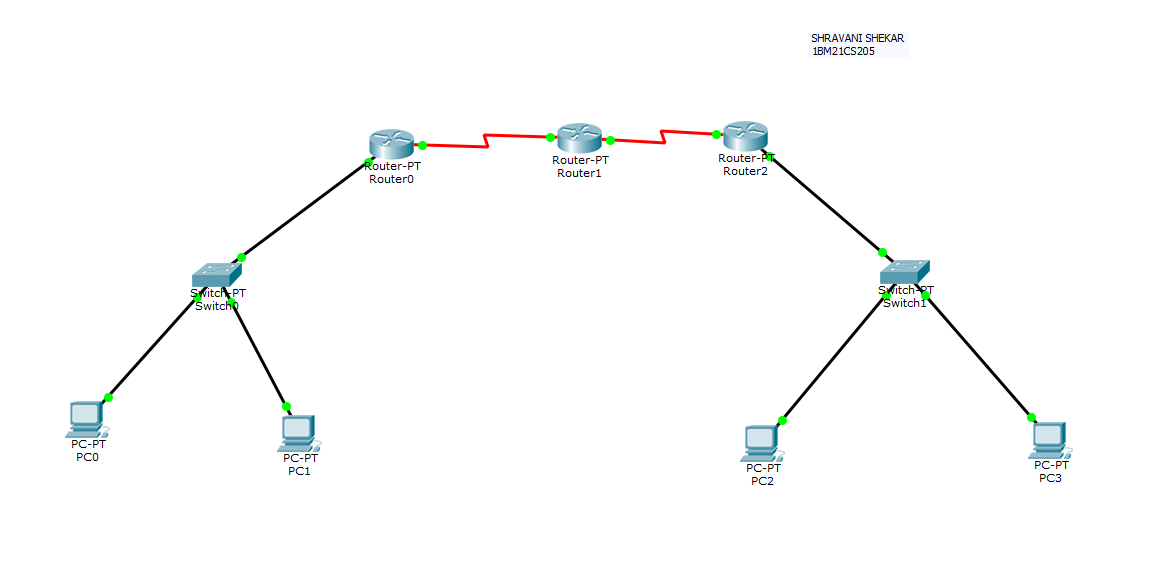 SHRAVANI SHEKAR
1BM21CS205
Router-PT
Router0
Router-PT
Router1
Router-PT
Router2
Switch-PT
Switch0
Switch-PT
Switch1
PC-PT
PC0
PC-PT
PC1
PC-PT
PC2
PC-PT
PC3